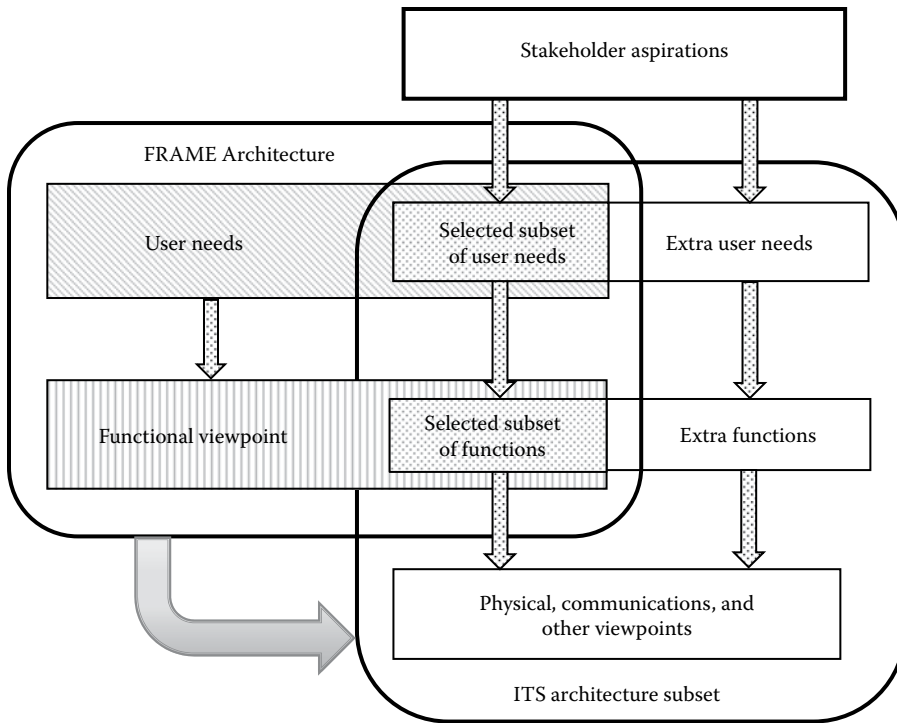 Stakeholder aspirations
FRAME Architecture
User needs
Selected subset
of user needs
Extra user needs
Functional viewpoint
Selected subset
of functions
Extra functions
Physical, communications, and
other viewpoints
ITS architecture subset